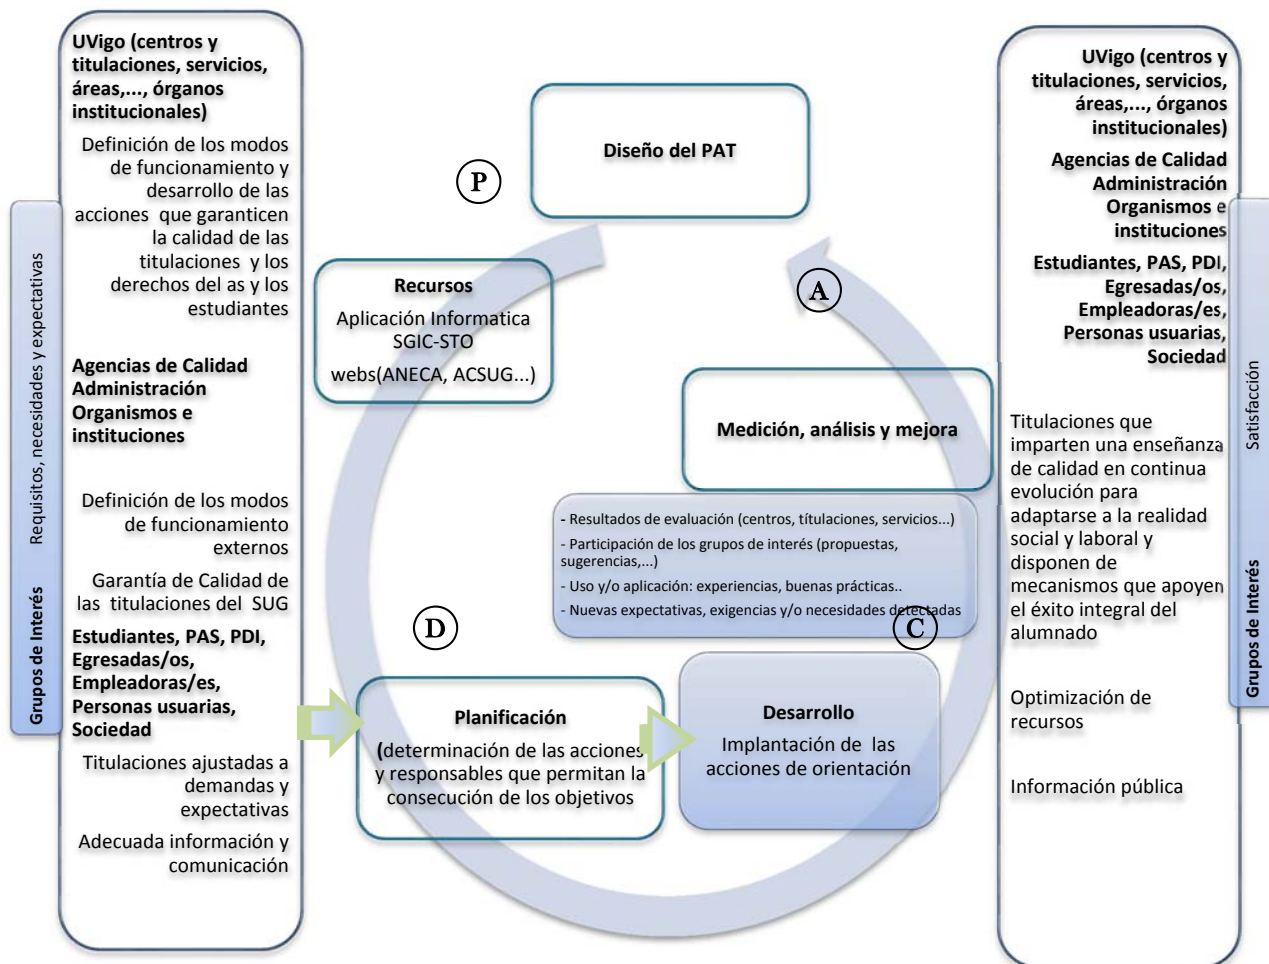 Grupos de Interés    Requisitos, necesidades y expectativas
UVigo (centros y
titulaciones, servicios,
áreas,..., órganos
institucionales)
Definición de los modos
de funcionamiento y
desarrollo de las
acciones que garanticen
la calidad de las
titulaciones y los
derechos del as y los
estudiantes
Agencias de Calidad
Administración
Organismos e
instituciones
Definición de los modos
de funcionamiento
externos
Garantía de Calidad de
las titulaciones del SUG
Estudiantes, PAS, PDI,
Egresadas/os,
Empleadoras/es,
Personas usuarias,
Sociedad
Titulaciones ajustadas a
demandas y
expectativas
Adecuada información y
comunicación
Diseño del PAT
P
Recursos
Aplicación Informatica
SGIC-STO
webs(ANECA, ACSUG...)
A
Medición, análisis y mejora
- Resultados de evaluación (centros, títulaciones, servicios...)
- Participación de los grupos de interés (propuestas,
sugerencias,...)
- Uso y/o aplicación: experiencias, buenas prácticas..
- Nuevas expectativas, exigencias y/o necesidades detectadas
D
C
Planificación
(determinación de las acciones
y responsables que permitan la
consecución de los objetivos
Desarrollo
Implantación de las
acciones de orientación
UVigo (centros y
titulaciones, servicios,
áreas,..., órganos
institucionales)
Agencias de Calidad
Administración
Organismos e
instituciones
Estudiantes, PAS, PDI,
Egresadas/os,
Empleadoras/es,
Personas usuarias,
Sociedad
Titulaciones que
imparten una enseñanza
de calidad en continua
evolución para
adaptarse a la realidad
social y laboral y
disponen de
mecanismos que apoyen
el éxito integral del
alumnado
Optimización de
recursos
Información pública
Grupos de Interés    Satisfacción